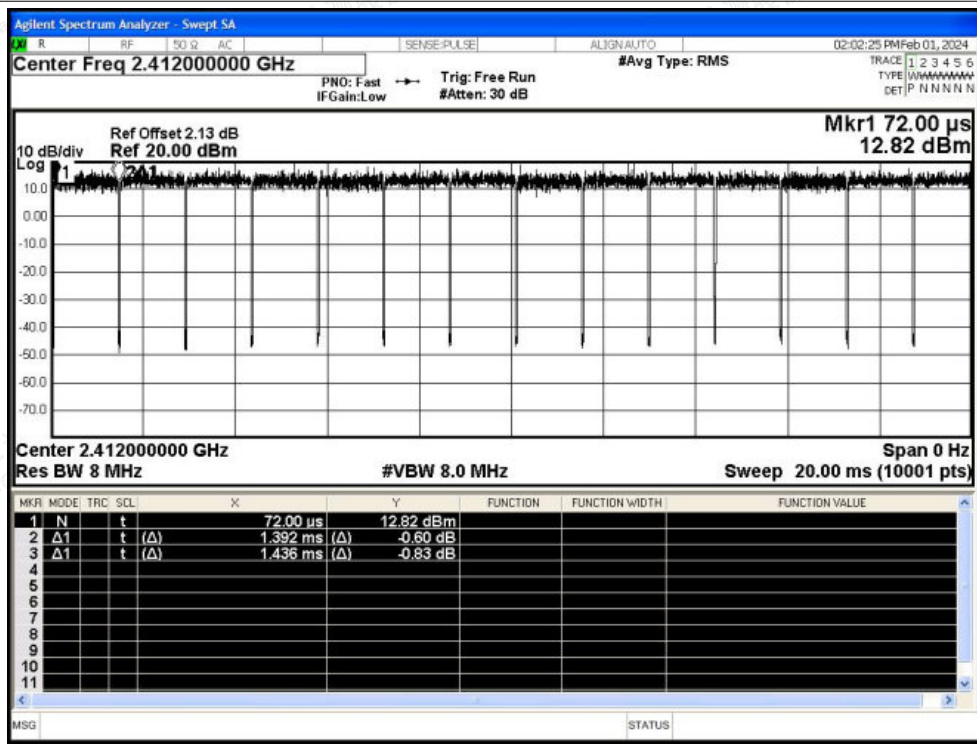 Agilent Spectrum Analyzer - Swept SA
LXI R RF 50 Ω AC SENSE:PULSE ALIGNAUTO 02:02:25 PMFeb 01, 2024
Center Freq 2.412000000 GHz #Avg Type: RMS TRACE 1 2 3 4 5 6
PNO: Fast Trig: Free Run TYPE WWWWWW
IFGain:Low #Atten: 30 dB DET P N N N N N
Mkr1 72.00 µs
Ref Offset 2.13 dB
10 dB/div Ref 20.00 dBm 12.82 dBm
Log
1 2Δ1
10.0
0.00
-10.0
-20.0
-30.0
-40.0
-50.0
-60.0
-70.0
Center 2.412000000 GHz Span 0 Hz
Res BW 8 MHz #VBW 8.0 MHz Sweep 20.00 ms (10001 pts)
MKR MODE TRC SCL X Y FUNCTION FUNCTION WIDTH FUNCTION VALUE
1 N t 72.00 µs 12.82 dBm
2 Δ1 t (Δ) 1.392 ms (Δ) -0.60 dB
3 Δ1 t (Δ) 1.436 ms (Δ) -0.83 dB
4
5
6
7
8
9
10
11
MSG STATUS